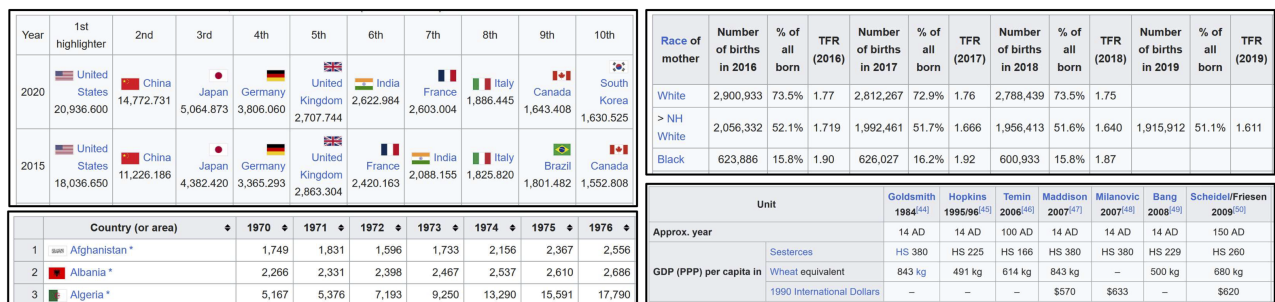 Year 1st highlighter 2nd 3rd 4th 5th 6th 7th 8th 9th 10th
2020 United States 20,936.600 China 14,772.731 Japan 5,064.873 Germany 3,806.060 United Kingdom 2,707.744 India 2,622.984 France 2,603.004 Italy 1,886.445 Canada 1,643.408 South Korea 1,630.525
2015 United States 18,036.650 China 11,226.186 Japan 4,382.420 Germany 3,365.293 United Kingdom 2,863.304 France 2,420.163 India 2,088.155 Italy 1,825.820 Brazil 1,801.482 Canada 1,552.808
Country (or area) 1970 1971 1972 1973 1974 1975 1976
1 Afghanistan * 1,749 1,831 1,596 1,733 2,156 2,367 2,556
2 Albania * 2,266 2,331 2,398 2,467 2,537 2,610 2,686
3 Algeria * 5,167 5,376 7,193 9,250 13,290 15,591 17,790
Race of mother Number of births in 2016 % of all born TFR (2016) Number of births in 2017 % of all born TFR (2017) Number of births in 2018 % of all born TFR (2018) Number of births in 2019 % of all born TFR (2019)
White 2,900,933 73.5% 1.77 2,812,267 72.9% 1.76 2,788,439 73.5% 1.75
> NH White 2,056,332 52.1% 1.719 1,992,461 51.7% 1.666 1,956,413 51.6% 1.640 1,915,912 51.1% 1.611
Black 623,886 15.8% 1.90 626,027 16.2% 1.92 600,933 15.8% 1.87
Unit Goldsmith 1984[44] Hopkins 1995/96[45] Temin 2006[46] Maddison 2007[47] Milanovic 2007[48] Bang 2008[49] Scheidel/Friesen 2009[50]
Approx. year 14 AD 14 AD 100 AD 14 AD 14 AD 14 AD 150 AD
GDP (PPP) per capita in Sesterces HS 380 HS 225 HS 166 HS 380 HS 380 HS 229 HS 260
Wheat equivalent 843 kg 491 kg 614 kg 843 kg – 500 kg 680 kg
1990 International Dollars – – – $570 $633 – $620